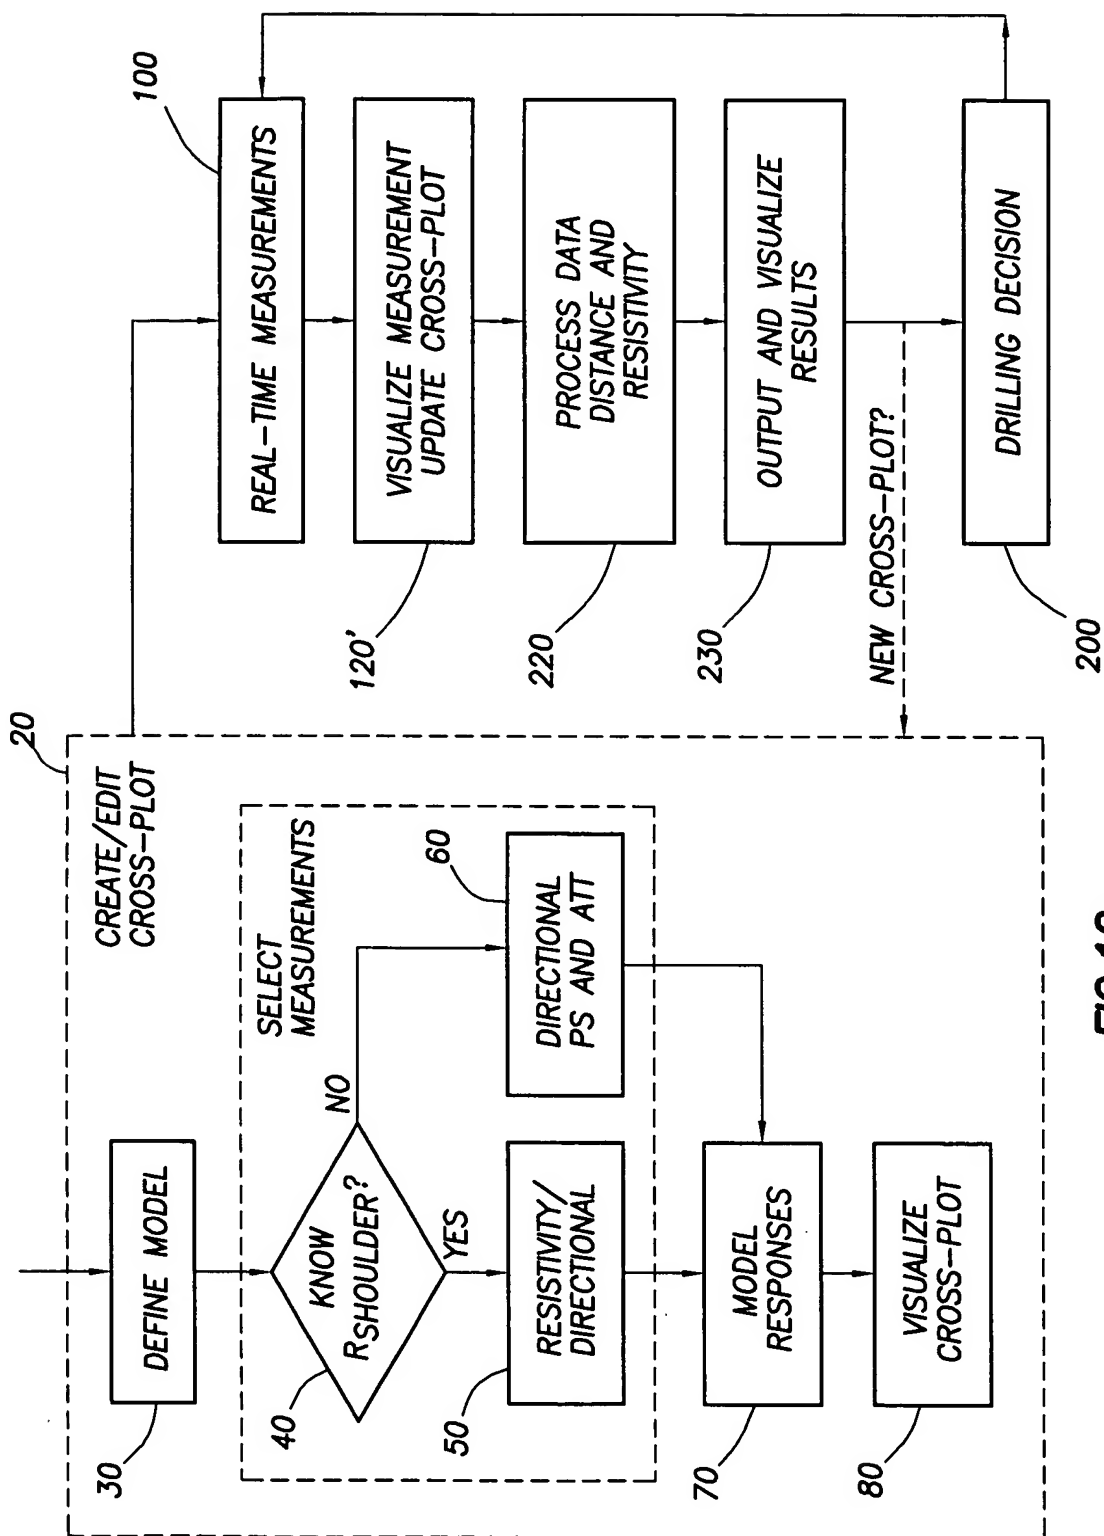 20
CREATE/EDIT
CROSS-PLOT
30
DEFINE MODEL
SELECT
MEASUREMENTS
40
KNOW
RSHOULDER?
NO
YES
50
RESISTIVITY/
DIRECTIONAL
60
DIRECTIONAL
PS AND ATT
70
MODEL
RESPONSES
80
VISUALIZE
CROSS-PLOT
100
REAL-TIME MEASUREMENTS
120'
VISUALIZE MEASUREMENT
UPDATE CROSS-PLOT
220
PROCESS DATA
DISTANCE AND
RESISTIVITY
230
OUTPUT AND VISUALIZE
RESULTS
NEW CROSS-PLOT?
200
DRILLING DECISION